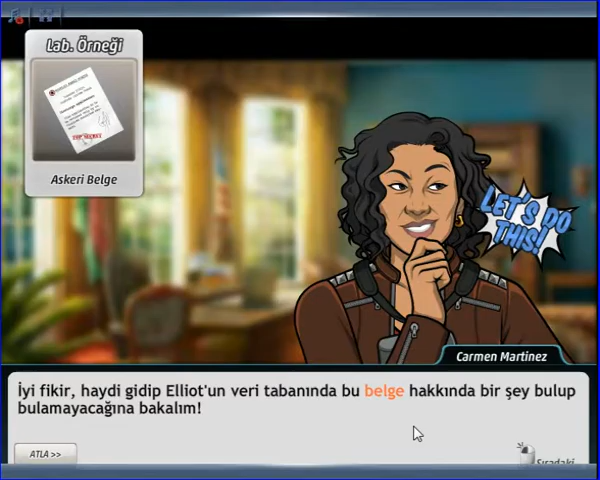 Lab. Örneği
TOP SECRET
Askeri Belge
LET'S DO
THIS!
Carmen Martinez
İyi fikir, haydi gidip Elliot'un veri tabanında bu belge hakkında bir şey bulup
bulamayacağına bakalım!
ATLA >>
Sıradaki